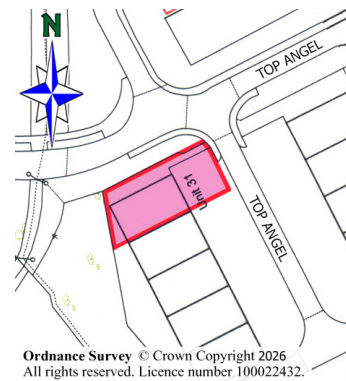 N
TOP ANGEL
Unit 31
TOP ANGEL
Ordnance Survey © Crown Copyright 2026
All rights reserved. Licence number 100022432.